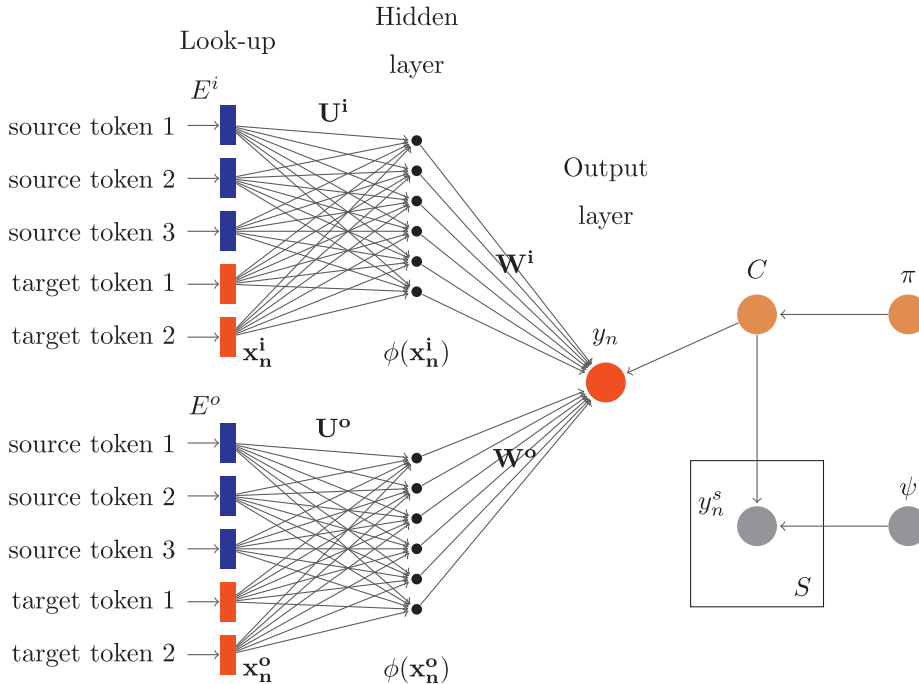 Hidden
layer
Look-up
E^i
U^i
source token 1
source token 2
source token 3
target token 1
target token 2
x_n^i
ϕ(x_n^i)
W^i
Output
layer
y_n
C
π
E^o
U^o
source token 1
source token 2
source token 3
target token 1
target token 2
x_n^o
ϕ(x_n^o)
W^o
y_n^s
ψ
S